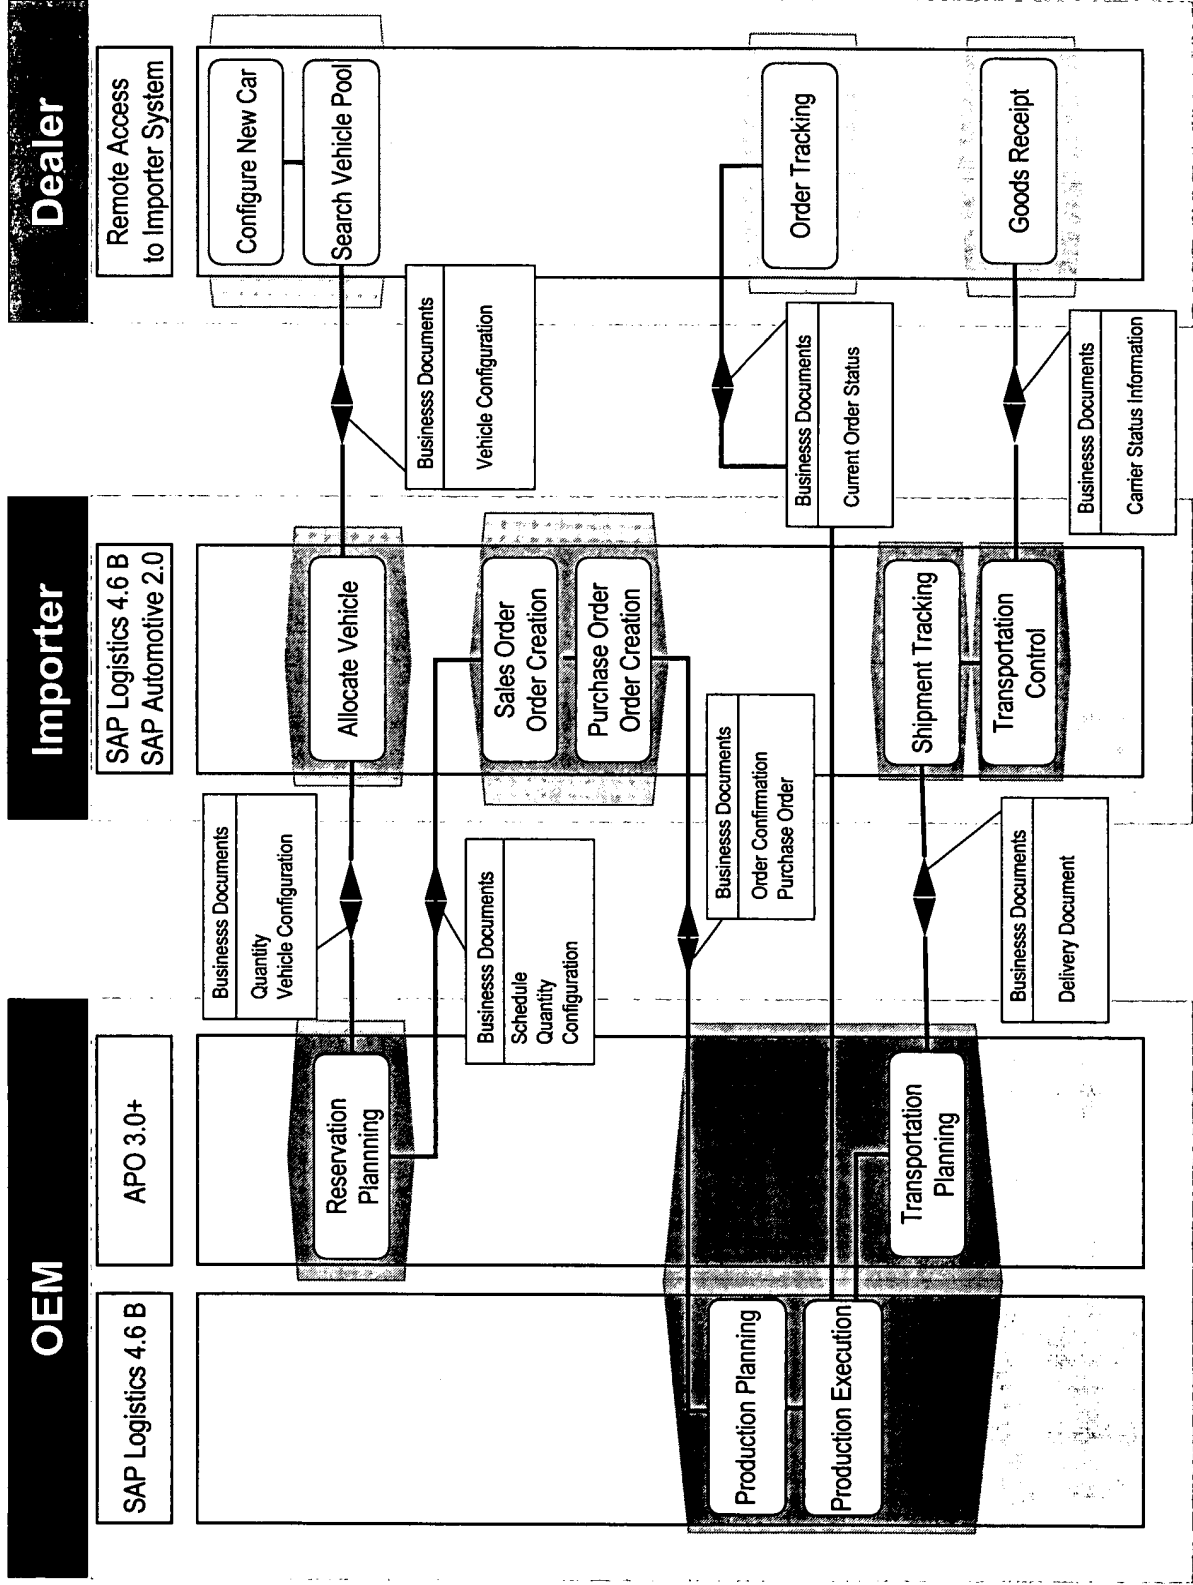 OEM
Importer
Dealer
SAP Logistics 4.6 B
APO 3.0+
SAP Logistics 4.6 B
SAP Automotive 2.0
Remote Access
to Importer System
Configure New Car
Search Vehicle Pool
Businesss Documents
Vehicle Configuration
Allocate Vehicle
Businesss Documents
Quantity
Vehicle Configuration
Reservation
Plannning
Businesss Documents
Schedule
Quantity
Configuration
Sales Order
Order Creation
Purchase Order
Order Creation
Businesss Documents
Order Confirmation
Purchase Order
Production Planning
Production Execution
Order Tracking
Businesss Documents
Current Order Status
Transportation
Planning
Businesss Documents
Delivery Document
Shipment Tracking
Transportation
Control
Businesss Documents
Carrier Status Information
Goods Receipt